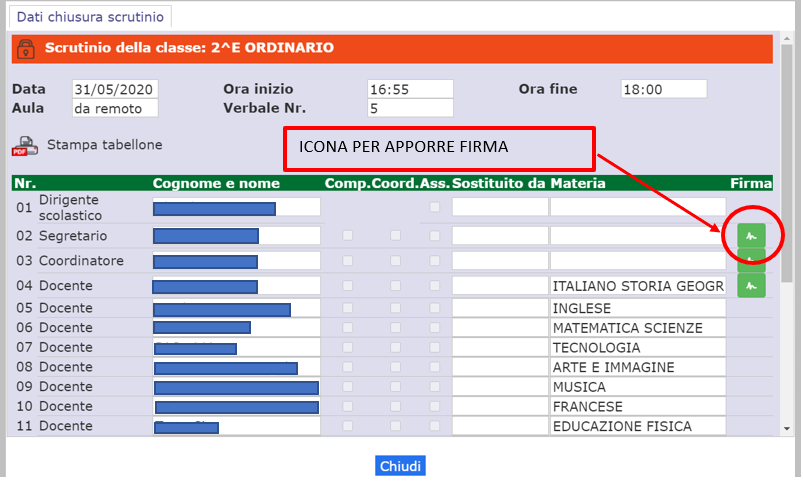 Dati chiusura scrutinio
Scrutinio della classe: 2^E ORDINARIO
Data 31/05/2020 Ora inizio 16:55 Ora fine 18:00
Aula da remoto Verbale Nr. 5
PDF Stampa tabellone
ICONA PER APPORRE FIRMA
Nr. Cognome e nome Comp. Coord. Ass. Sostituito da Materia Firma
01 Dirigente
scolastico
02 Segretario
03 Coordinatore
04 Docente ITALIANO STORIA GEOGR
05 Docente INGLESE
06 Docente MATEMATICA SCIENZE
07 Docente TECNOLOGIA
08 Docente ARTE E IMMAGINE
09 Docente MUSICA
10 Docente FRANCESE
11 Docente EDUCAZIONE FISICA
Chiudi